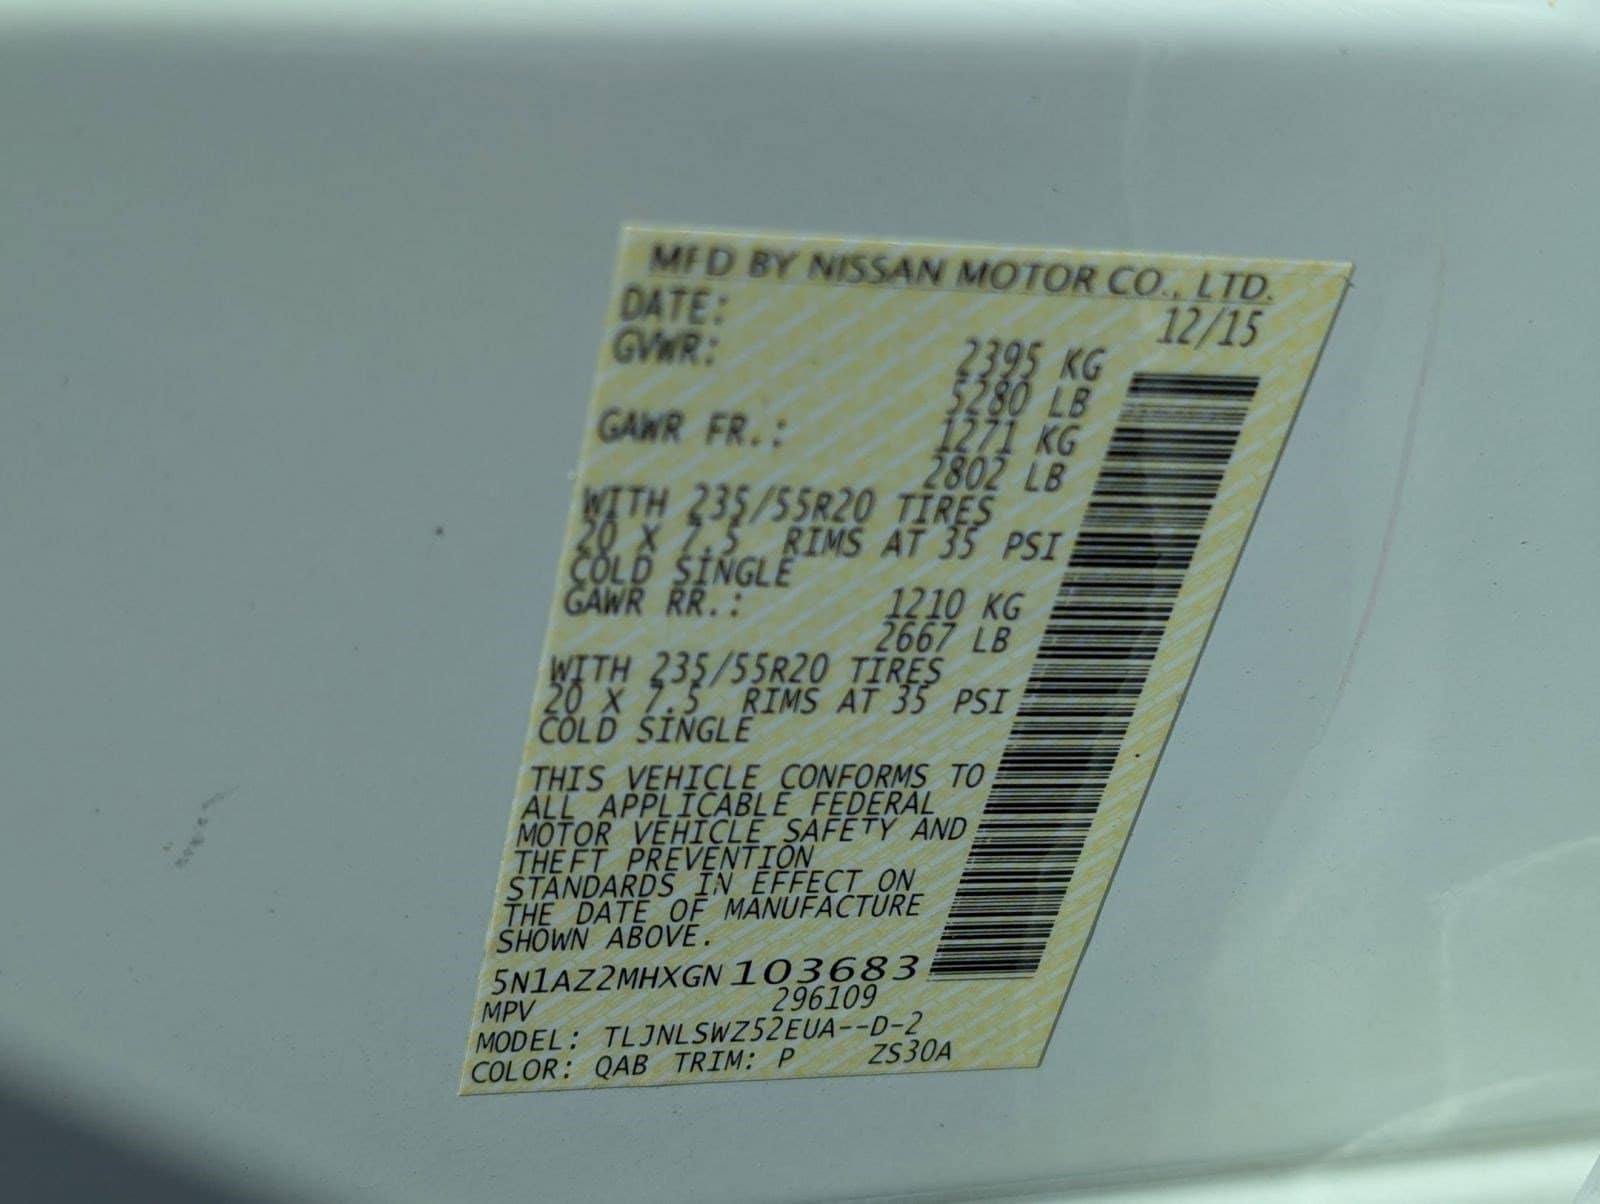 MFD BY NISSAN MOTOR CO., LTD.
DATE: 12/15
GVWR: 2395 KG
5280 LB
GAWR FR.: 1271 KG
2802 LB
WITH 235/55R20 TIRES
20 X 7.5 RIMS AT 35 PSI
COLD SINGLE
GAWR RR.: 1210 KG
2667 LB
WITH 235/55R20 TIRES
20 X 7.5 RIMS AT 35 PSI
COLD SINGLE
THIS VEHICLE CONFORMS TO
ALL APPLICABLE FEDERAL
MOTOR VEHICLE SAFETY AND
THEFT PREVENTION
STANDARDS IN EFFECT ON
THE DATE OF MANUFACTURE
SHOWN ABOVE.
5N1AZ2MHXGN103683
MPV 296109
MODEL: TLJNLSWZ52EUA--D-2
COLOR: QAB TRIM: P ZS30A